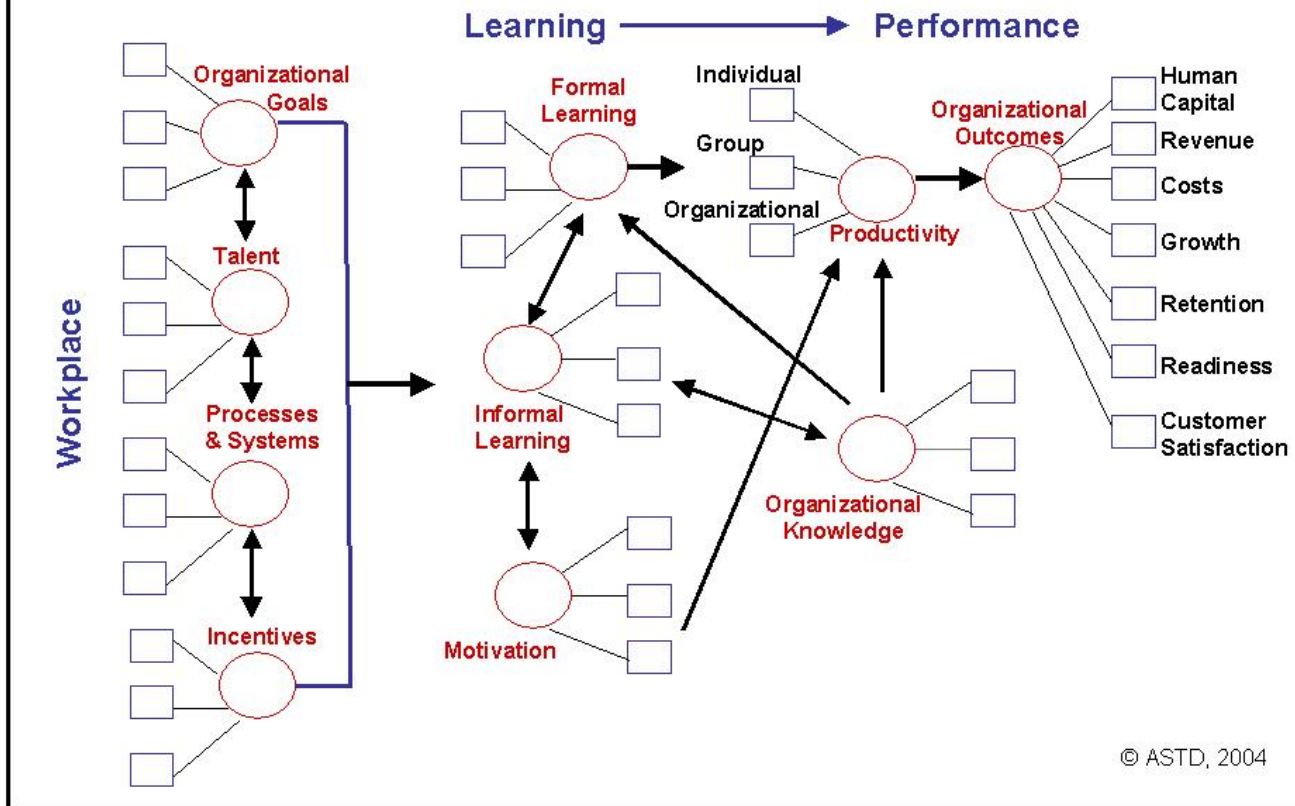 Learning
Performance
Workplace
Organizational
Goals
Talent
Processes
& Systems
Incentives
Formal
Learning
Informal
Learning
Motivation
Individual
Group
Organizational
Productivity
Organizational
Knowledge
Organizational
Outcomes
Human
Capital
Revenue
Costs
Growth
Retention
Readiness
Customer
Satisfaction
© ASTD, 2004